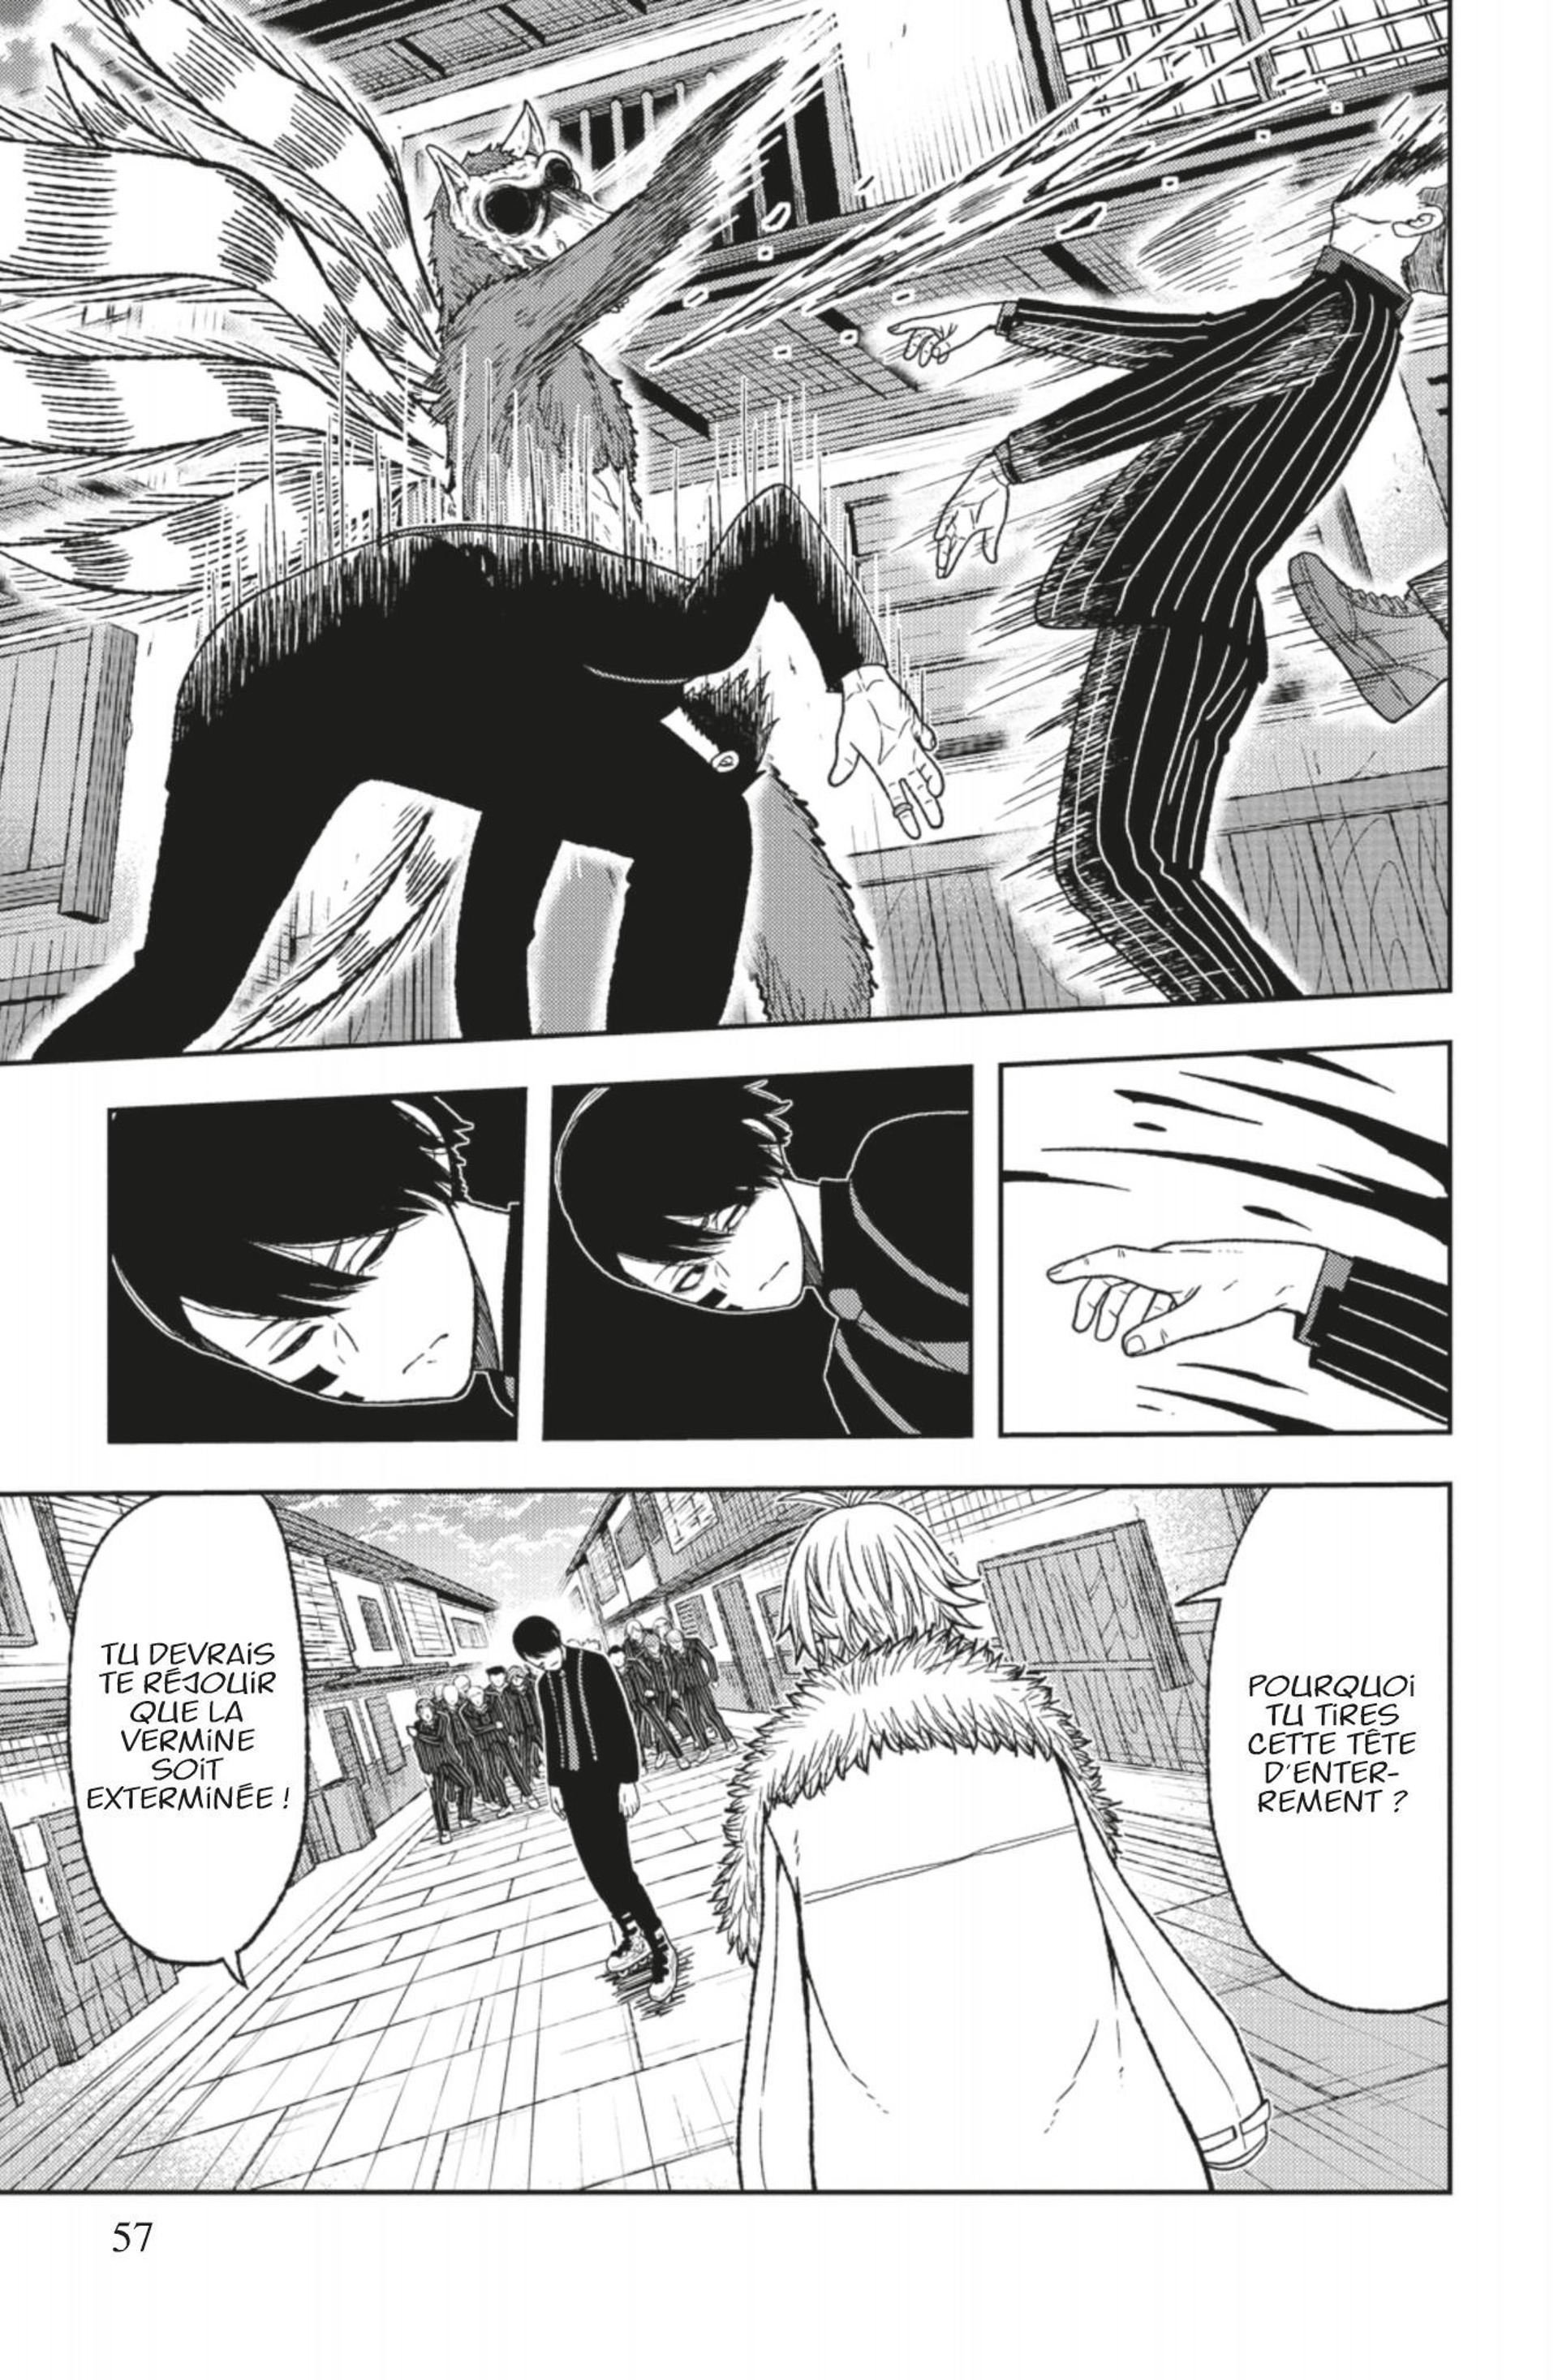 POURQUOI
TU TIRES
CETTE TÊTE
D'ENTER-
REMENT ?
TU DEVRAIS
TE RÉJOUIR
QUE LA
VERMINE
SOIT
EXTERMINÉE !
57